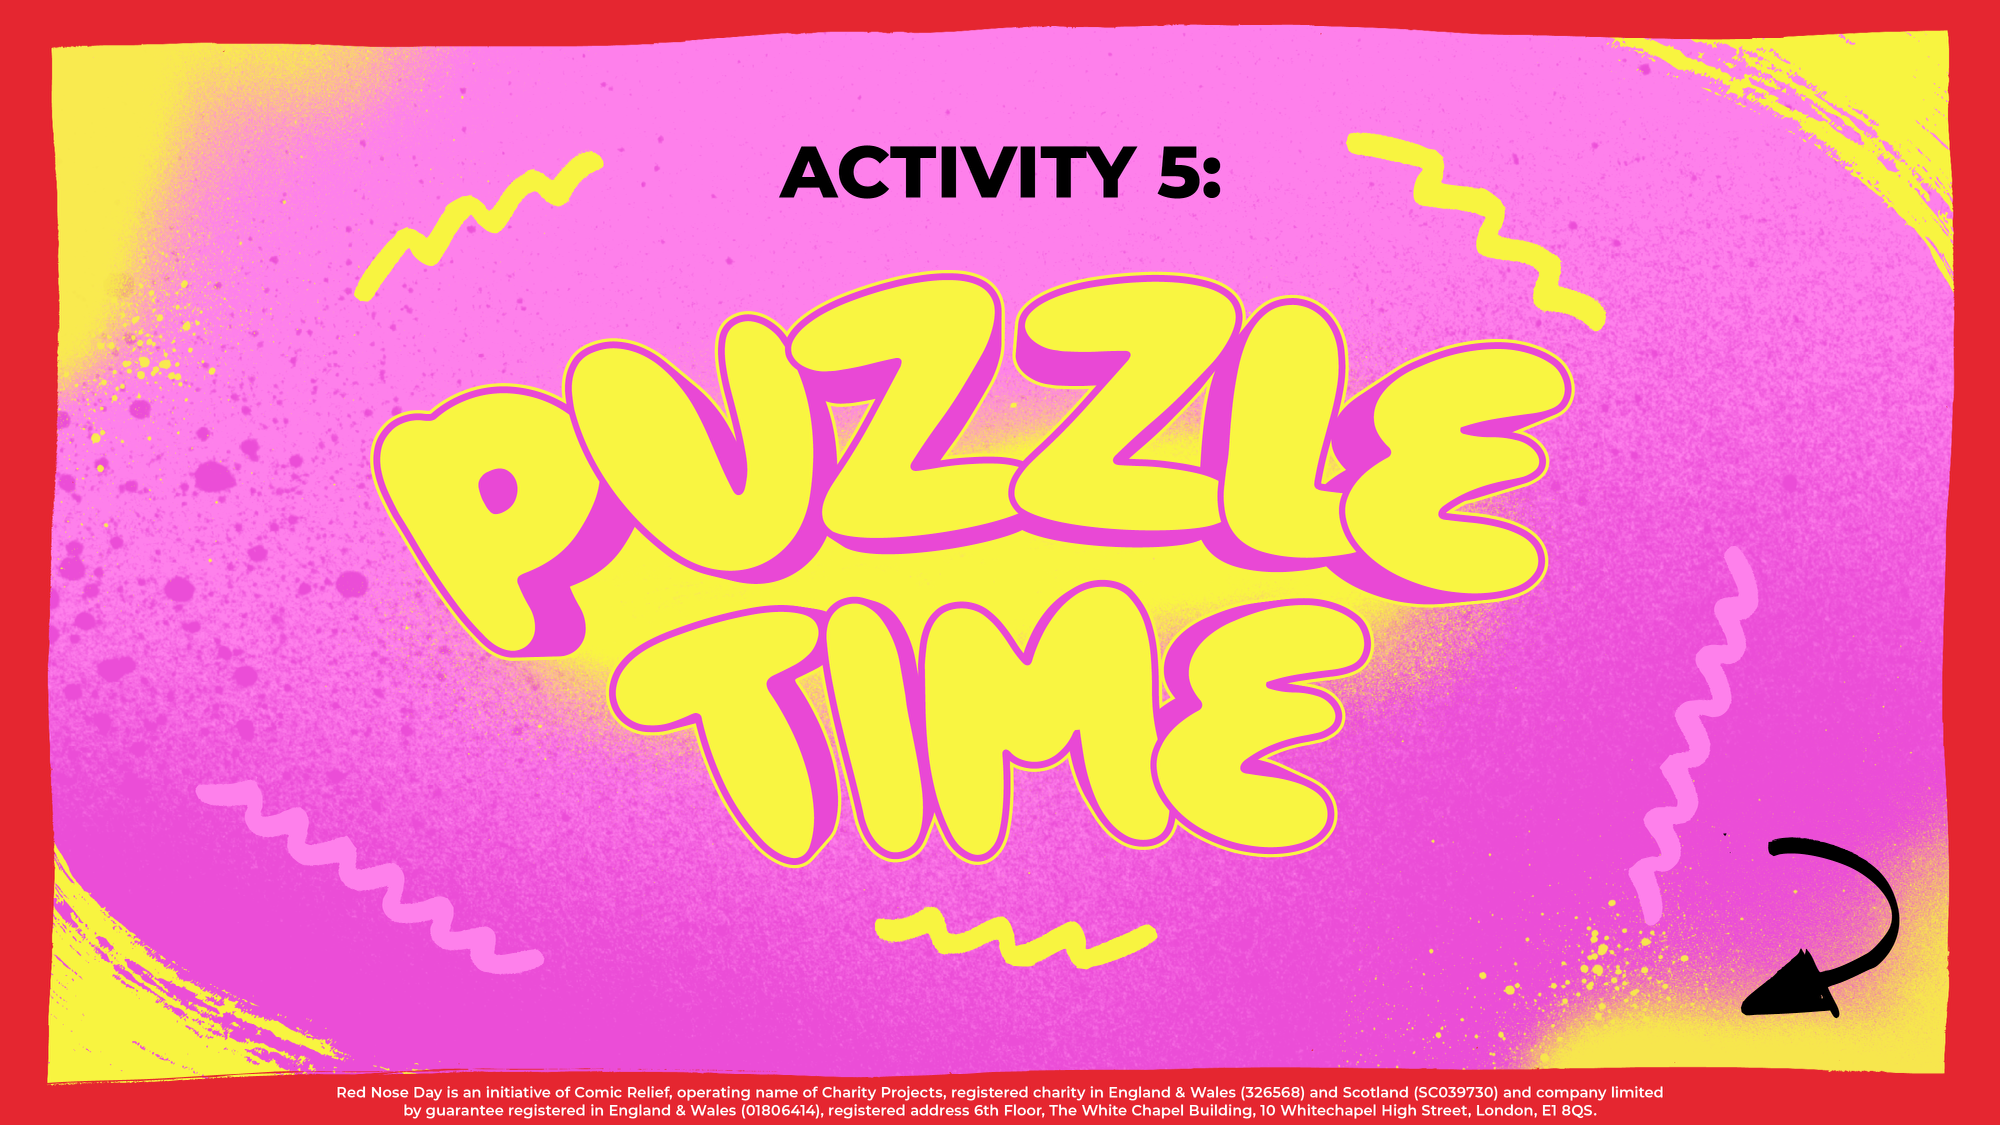 ACTIVITY 5:
PUZZLE
TIME
Red Nose Day is an initiative of Comic Relief, operating name of Charity Projects, registered charity in England & Wales (326568) and Scotland (SC039730) and company limited
by guarantee registered in England & Wales (01806414), registered address 6th Floor, The White Chapel Building, 10 Whitechapel High Street, London, E1 8QS.